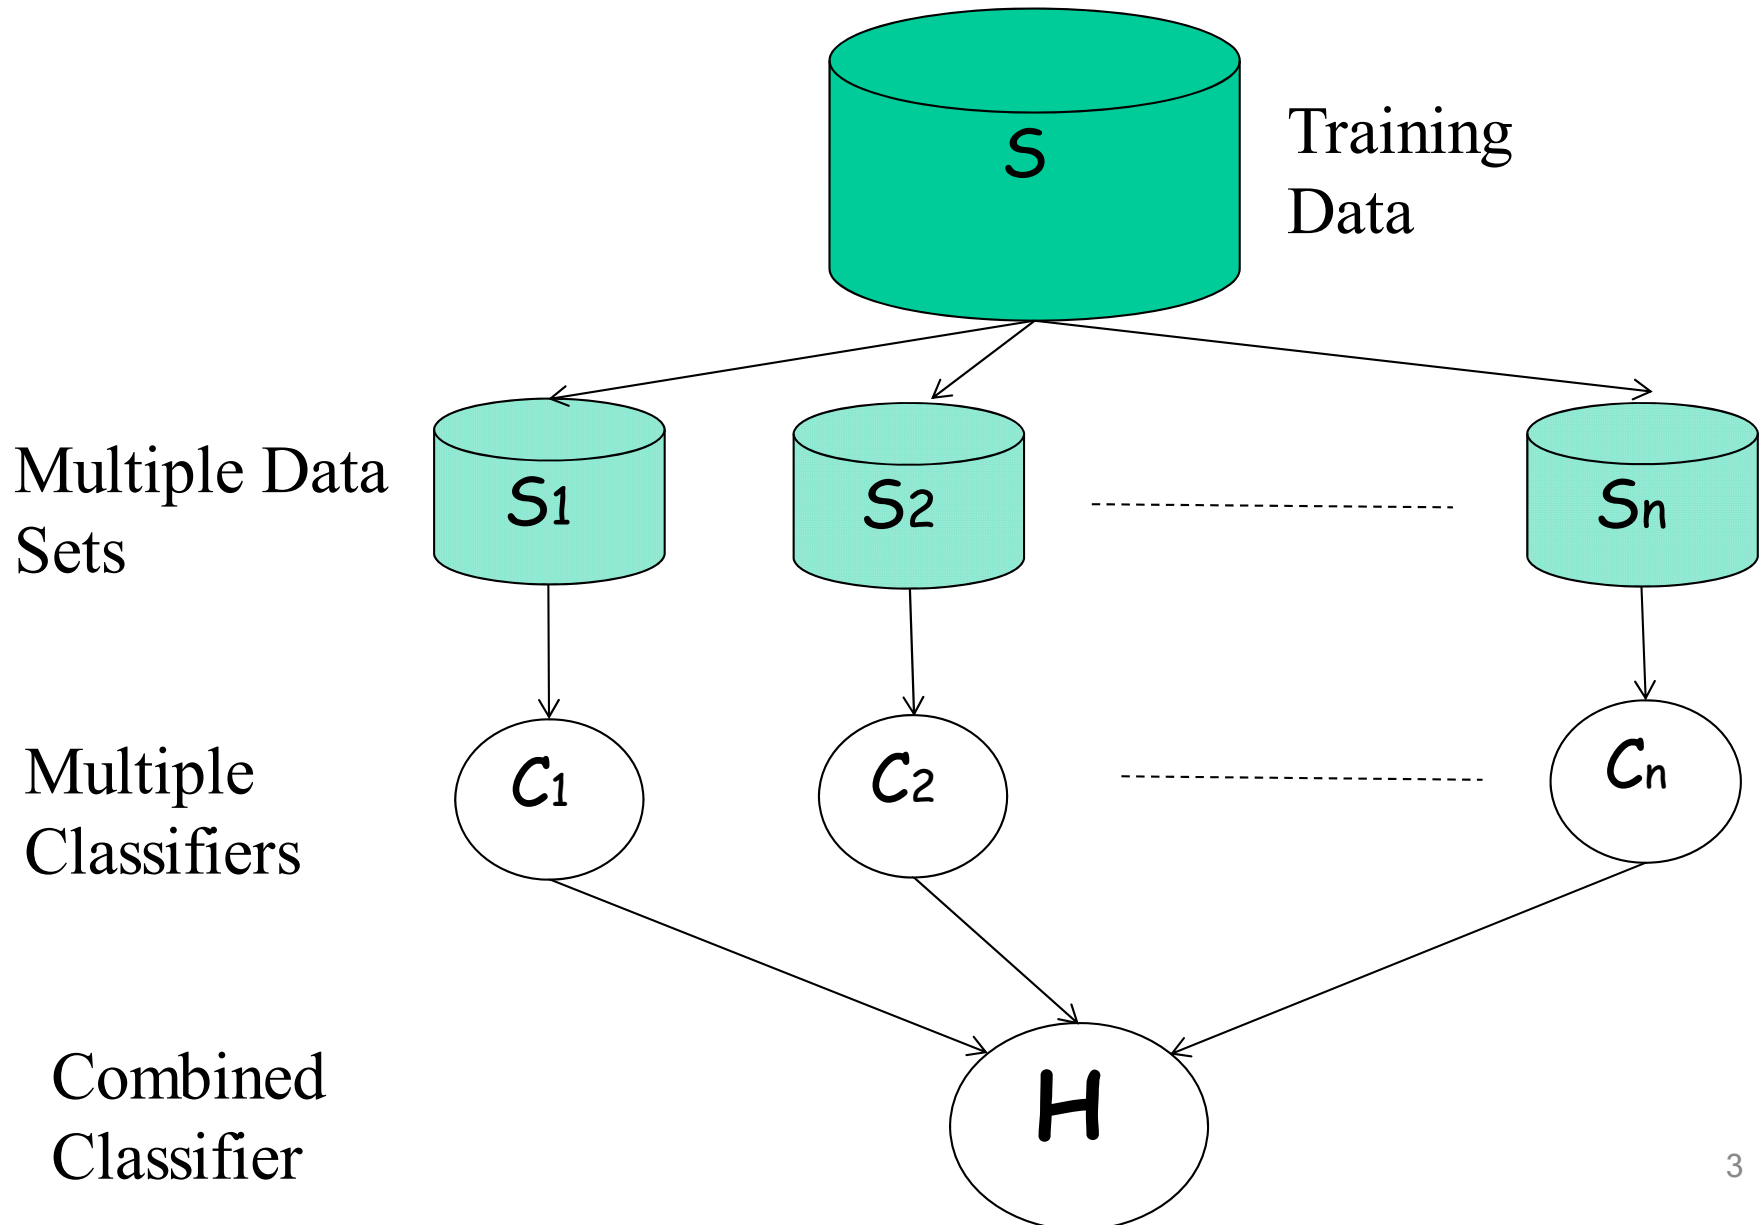 S
Training
Data
Multiple Data
Sets
S1
S2
Sn
Multiple
Classifiers
C1
C2
Cn
Combined
Classifier
H
3